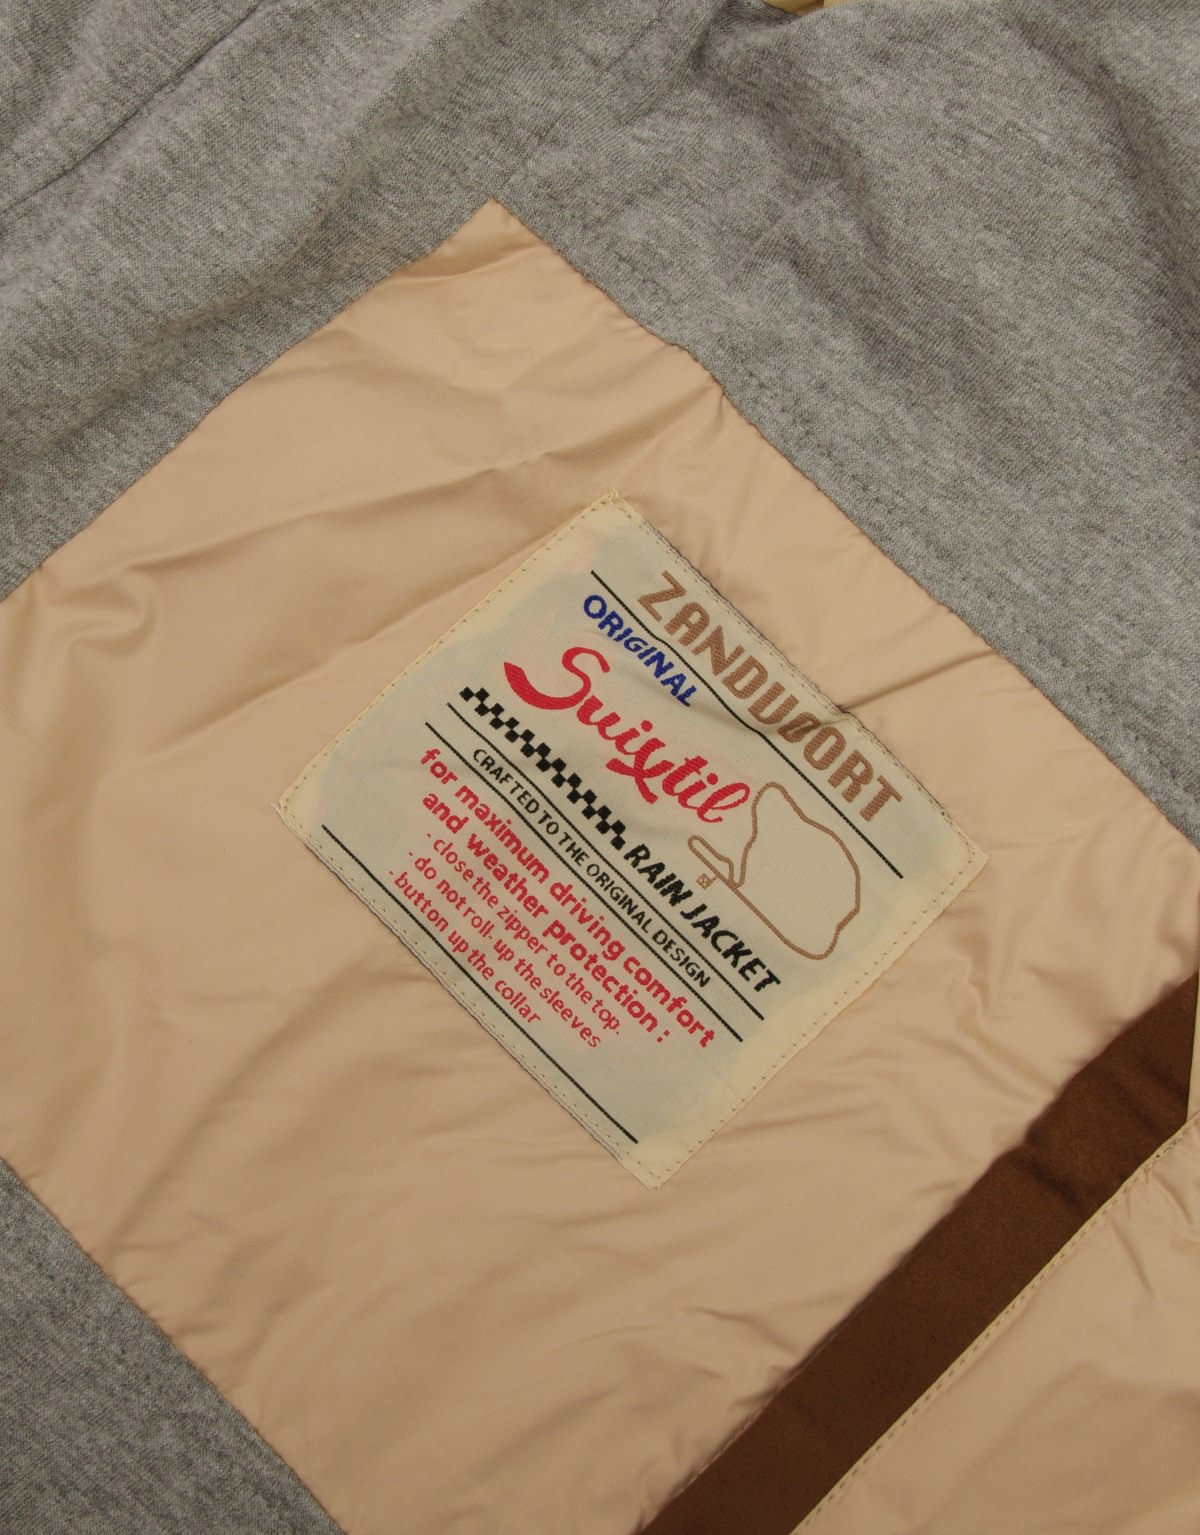 ZANDVOORT
ORIGINAL
Suixtil
RAIN JACKET
CRAFTED TO THE ORIGINAL DESIGN
for maximum driving comfort
and weather protection :
- close the zipper to the top.
- do not roll- up the sleeves
- button up the collar